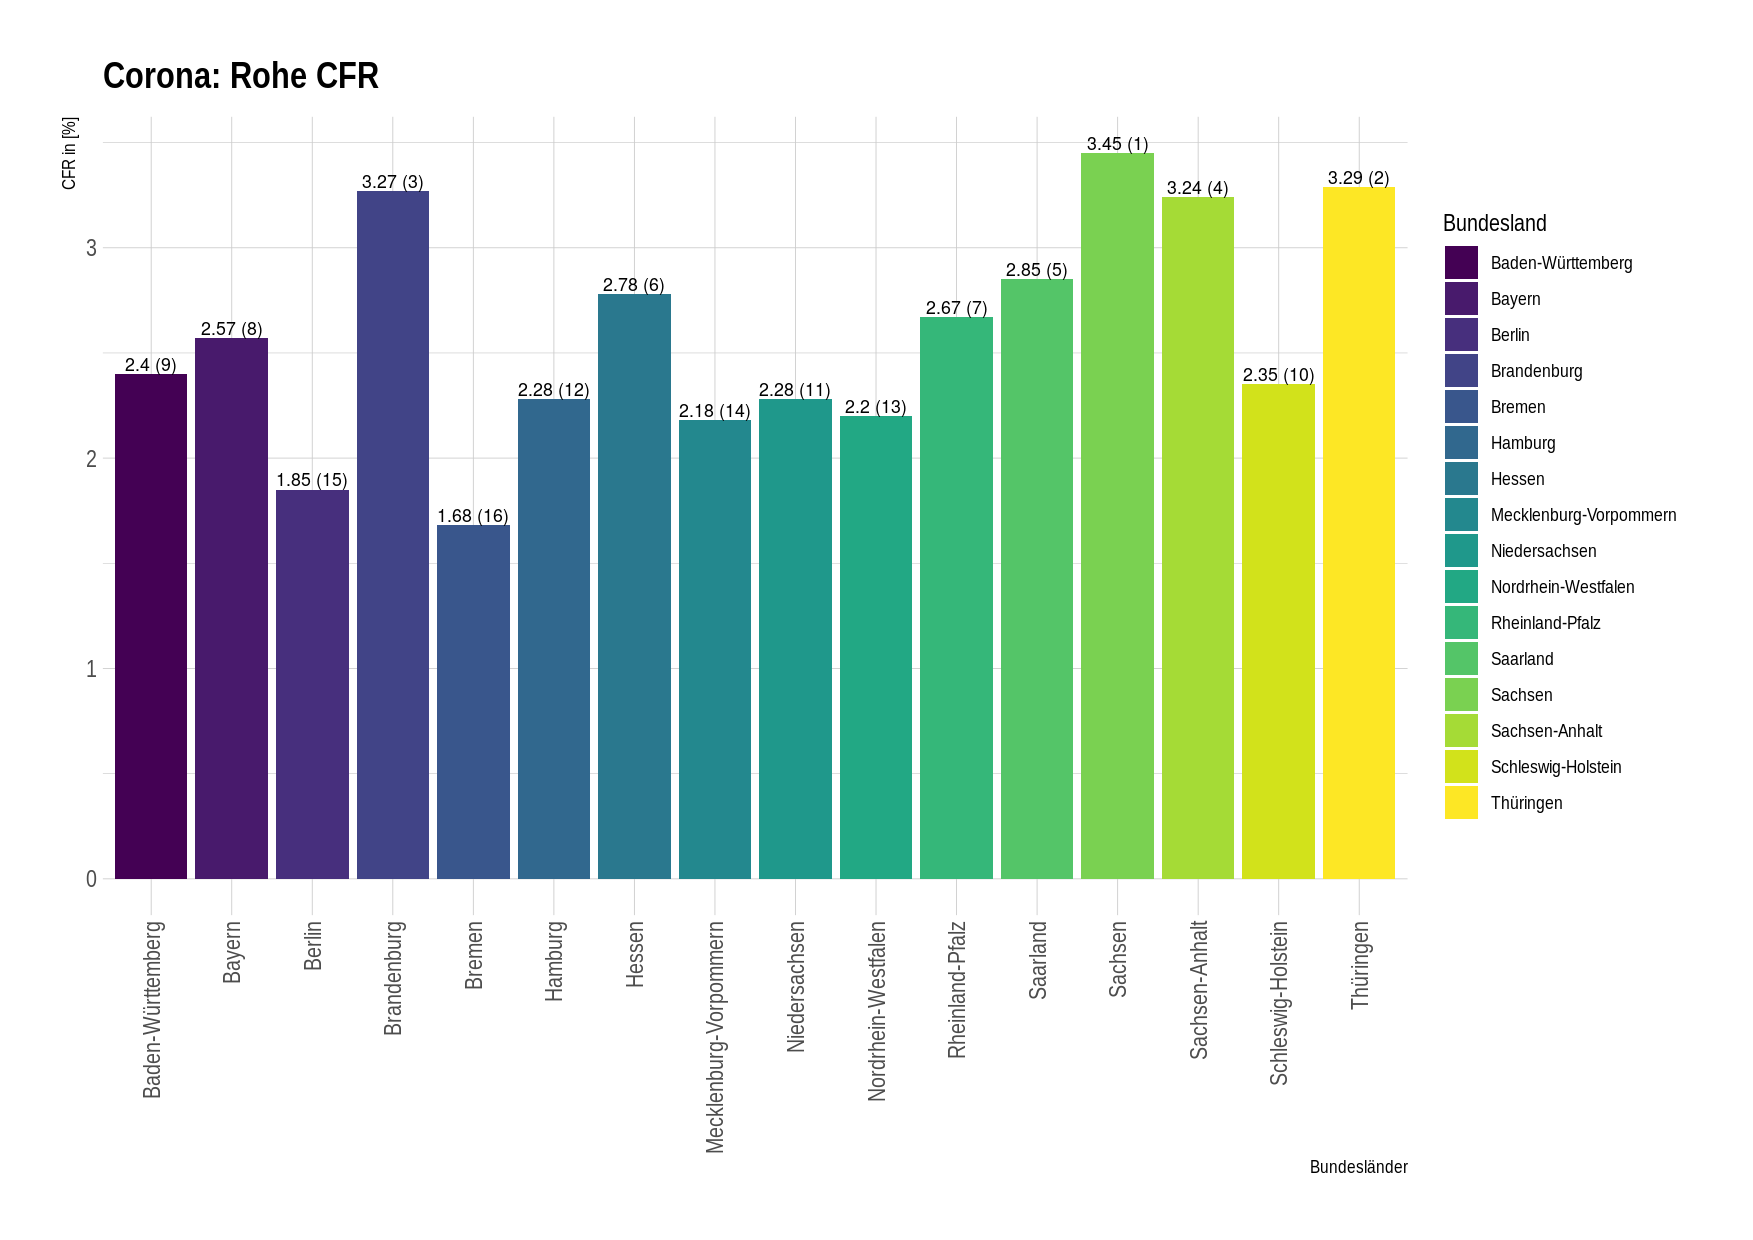 Corona: Rohe CFR
CFR in [%]
3
2
1
0
2.4 (9)
2.57 (8)
1.85 (15)
3.27 (3)
1.68 (16)
2.28 (12)
2.78 (6)
2.18 (14)
2.28 (11)
2.2 (13)
2.67 (7)
2.85 (5)
3.45 (1)
3.24 (4)
2.35 (10)
3.29 (2)
Baden-Württemberg
Bayern
Berlin
Brandenburg
Bremen
Hamburg
Hessen
Mecklenburg-Vorpommern
Niedersachsen
Nordrhein-Westfalen
Rheinland-Pfalz
Saarland
Sachsen
Sachsen-Anhalt
Schleswig-Holstein
Thüringen
Bundesländer
Bundesland
Baden-Württemberg
Bayern
Berlin
Brandenburg
Bremen
Hamburg
Hessen
Mecklenburg-Vorpommern
Niedersachsen
Nordrhein-Westfalen
Rheinland-Pfalz
Saarland
Sachsen
Sachsen-Anhalt
Schleswig-Holstein
Thüringen